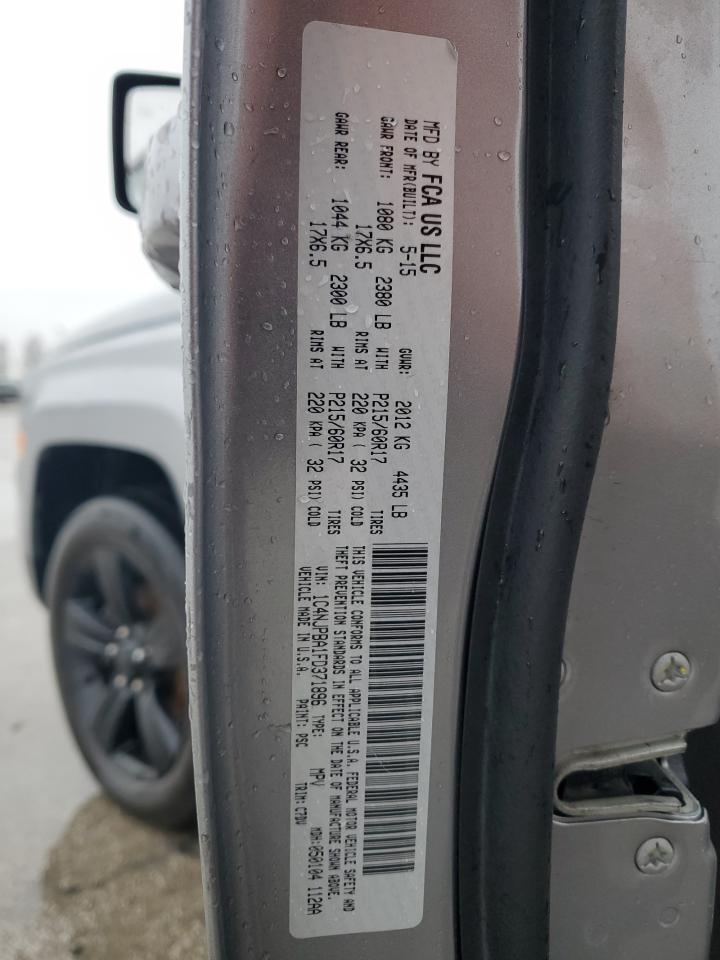 MFD BY FCA US LLC
DATE OF MFR(BUILT): 5-15 GVWR: 2012 KG 4435 LB
GAWR FRONT: 1080 KG 2380 LB WITH P215/60R17 TIRES
17X6.5 RIMS AT 220 KPA ( 32 PSI) COLD
GAWR REAR: 1044 KG 2300 LB WITH P215/60R17 TIRES
17X6.5 RIMS AT 220 KPA ( 32 PSI) COLD
THIS VEHICLE CONFORMS TO ALL APPLICABLE U.S.A. FEDERAL MOTOR VEHICLE SAFETY AND
THEFT PREVENTION STANDARDS IN EFFECT ON THE DATE OF MANUFACTURE SHOWN ABOVE.
VIN: 1C4NJPBA1FD371896 TYPE: MPV MDH:050104 112AA
VEHICLE MADE IN U.S.A. PAINT: PSC TRIM: C7DV